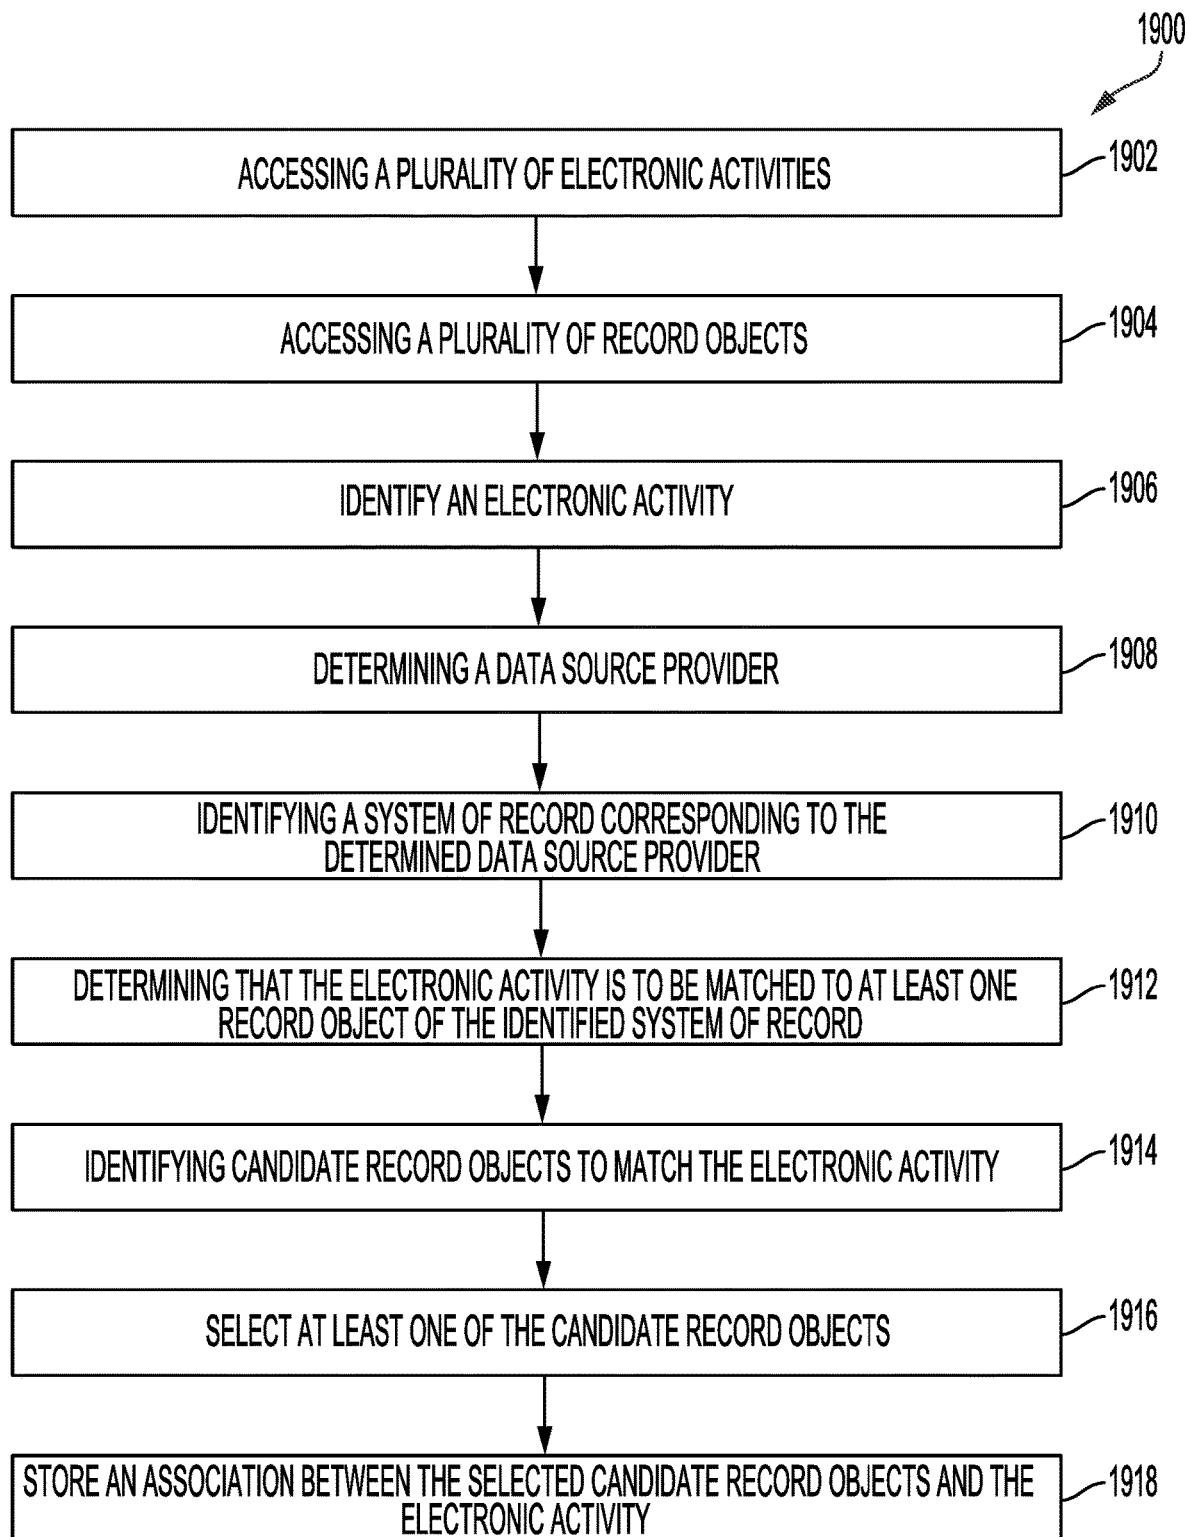 1900
ACCESSING A PLURALITY OF ELECTRONIC ACTIVITIES
1902
ACCESSING A PLURALITY OF RECORD OBJECTS
1904
IDENTIFY AN ELECTRONIC ACTIVITY
1906
DETERMINING A DATA SOURCE PROVIDER
1908
IDENTIFYING A SYSTEM OF RECORD CORRESPONDING TO THE
DETERMINED DATA SOURCE PROVIDER
1910
DETERMINING THAT THE ELECTRONIC ACTIVITY IS TO BE MATCHED TO AT LEAST ONE
RECORD OBJECT OF THE IDENTIFIED SYSTEM OF RECORD
1912
IDENTIFYING CANDIDATE RECORD OBJECTS TO MATCH THE ELECTRONIC ACTIVITY
1914
SELECT AT LEAST ONE OF THE CANDIDATE RECORD OBJECTS
1916
STORE AN ASSOCIATION BETWEEN THE SELECTED CANDIDATE RECORD OBJECTS AND THE
ELECTRONIC ACTIVITY
1918